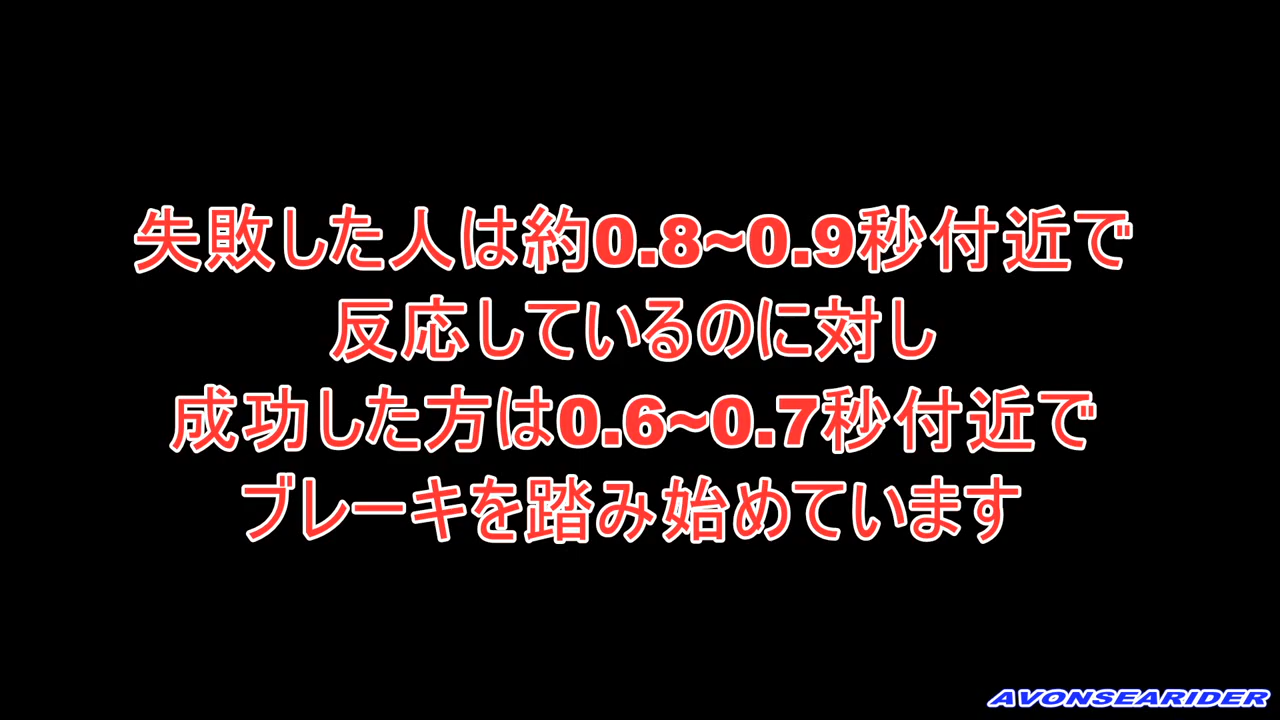 失敗した人は約0.8~0.9秒付近で
反応しているのに対し
成功した方は0.6~0.7秒付近で
ブレーキを踏み始めています
AVONSEARIDER